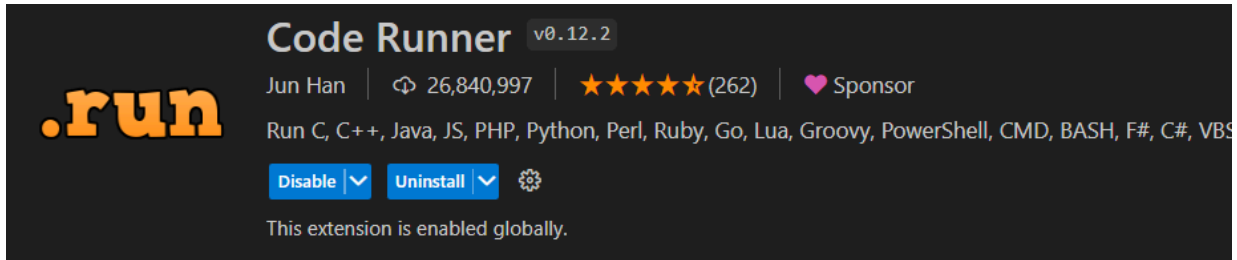 Code Runner v0.12.2
.run
Jun Han 26,840,997 ★★★★⯪(262) Sponsor
Run C, C++, Java, JS, PHP, Python, Perl, Ruby, Go, Lua, Groovy, PowerShell, CMD, BASH, F#, C#, VBS
Disable Uninstall
This extension is enabled globally.